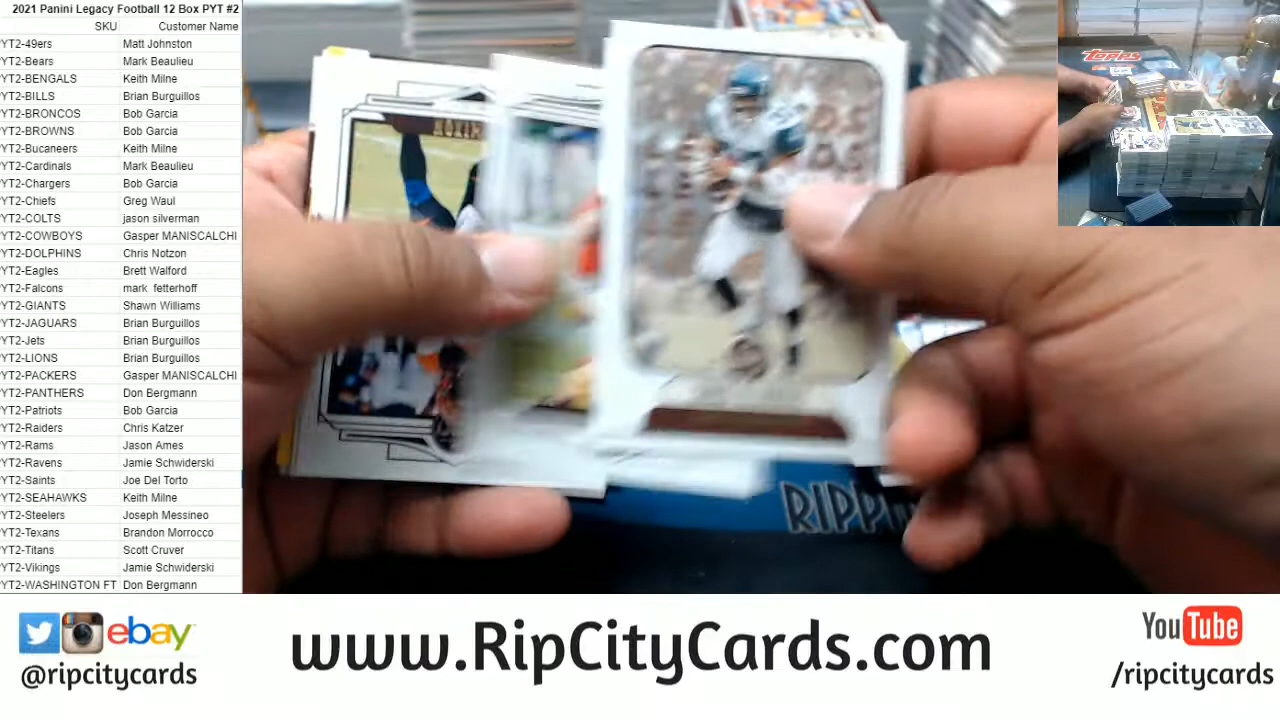 2021 Panini Legacy Football 12 Box PYT #2
SKU Customer Name
YT2-49ers Matt Johnston
YT2-Bears Mark Beaulieu
YT2-BENGALS Keith Milne
YT2-BILLS Brian Burguillos
YT2-BRONCOS Bob Garcia
YT2-BROWNS Bob Garcia
YT2-Bucaneers Keith Milne
YT2-Cardinals Mark Beaulieu
YT2-Chargers Bob Garcia
YT2-Chiefs Greg Waul
YT2-COLTS jason silverman
YT2-COWBOYS Gasper MANISCALCHI
YT2-DOLPHINS Chris Notzon
YT2-Eagles Brett Walford
YT2-Falcons mark fetterhoff
YT2-GIANTS Shawn Williams
YT2-JAGUARS Brian Burguillos
YT2-Jets Brian Burguillos
YT2-LIONS Brian Burguillos
YT2-PACKERS Gasper MANISCALCHI
YT2-PANTHERS Don Bergmann
YT2-Patriots Bob Garcia
YT2-Raiders Chris Katzer
YT2-Rams Jason Ames
YT2-Ravens Jamie Schwiderski
YT2-Saints Joe Del Torto
YT2-SEAHAWKS Keith Milne
YT2-Steelers Joseph Messineo
YT2-Texans Brandon Morrocco
YT2-Titans Scott Cruver
YT2-Vikings Jamie Schwiderski
YT2-WASHINGTON FT Don Bergmann
Topps
RIPP
ebay
@ripcitycards
www.RipCityCards.com
YouTube
/ripcitycards